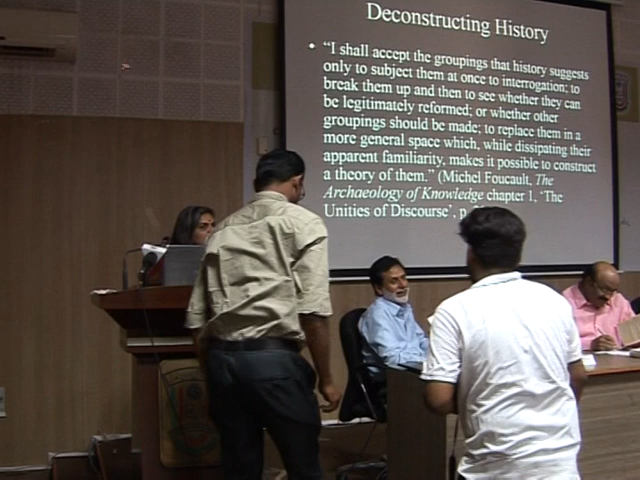 Deconstructing History
• “I shall accept the groupings that history suggests
only to subject them at once to interrogation; to
break them up and then to see whether they can
be legitimately reformed; or whether other
groupings should be made; to replace them in a
more general space which, while dissipating their
apparent familiarity, makes it possible to construct
a theory of them.” (Michel Foucault, The
Archaeology of Knowledge chapter 1, ‘The
Unities of Discourse’, p.